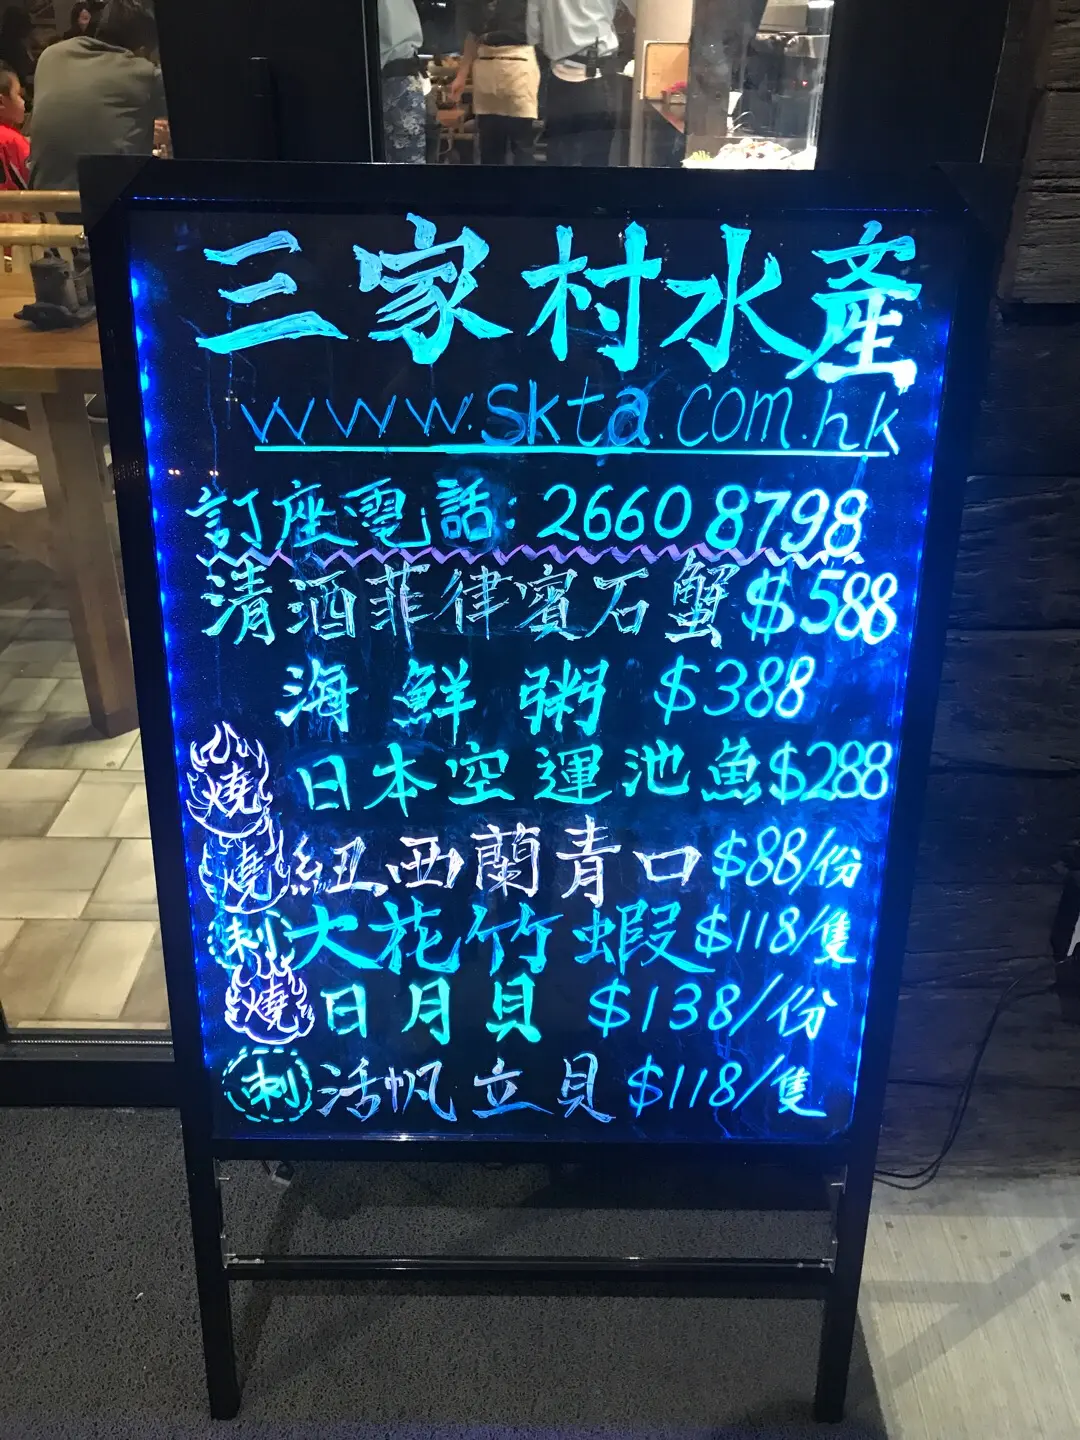 三家村水產
www.skta.com.hk
訂座電話: 2660 8798
清酒菲律賓石蟹 $588
海鮮粥 $388
燒 日本空運池魚 $288
燒 紐西蘭青口 $88/份
刺 大花竹蝦 $118/隻
燒 日月貝 $138/份
刺 活帆立貝 $118/隻